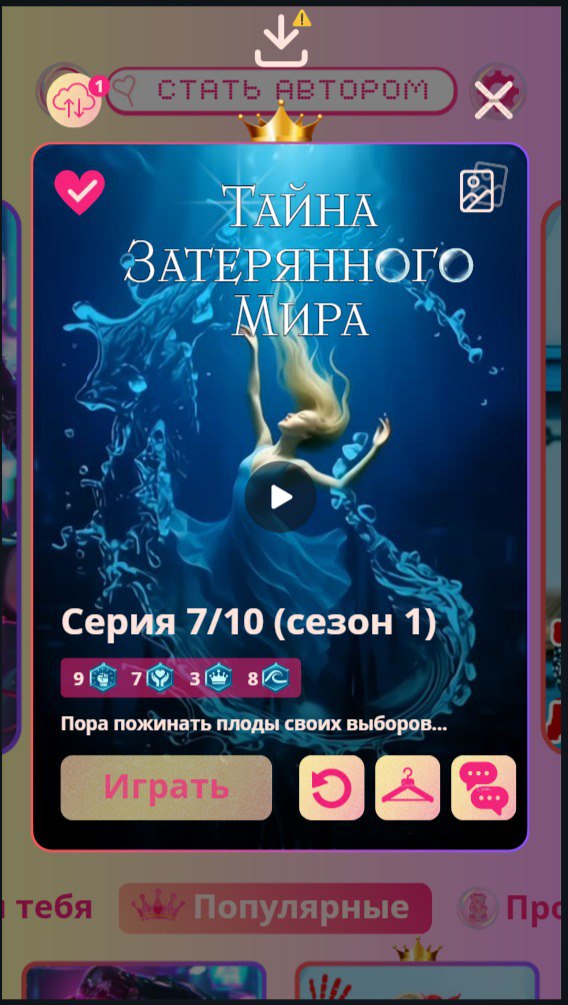 1
СТАТЬ АВТОРОМ
Тайна
Затерянного
Мира
Серия 7/10 (сезон 1)
9 7 3 8
Пора пожинать плоды своих выборов...
Играть
тебя Популярные